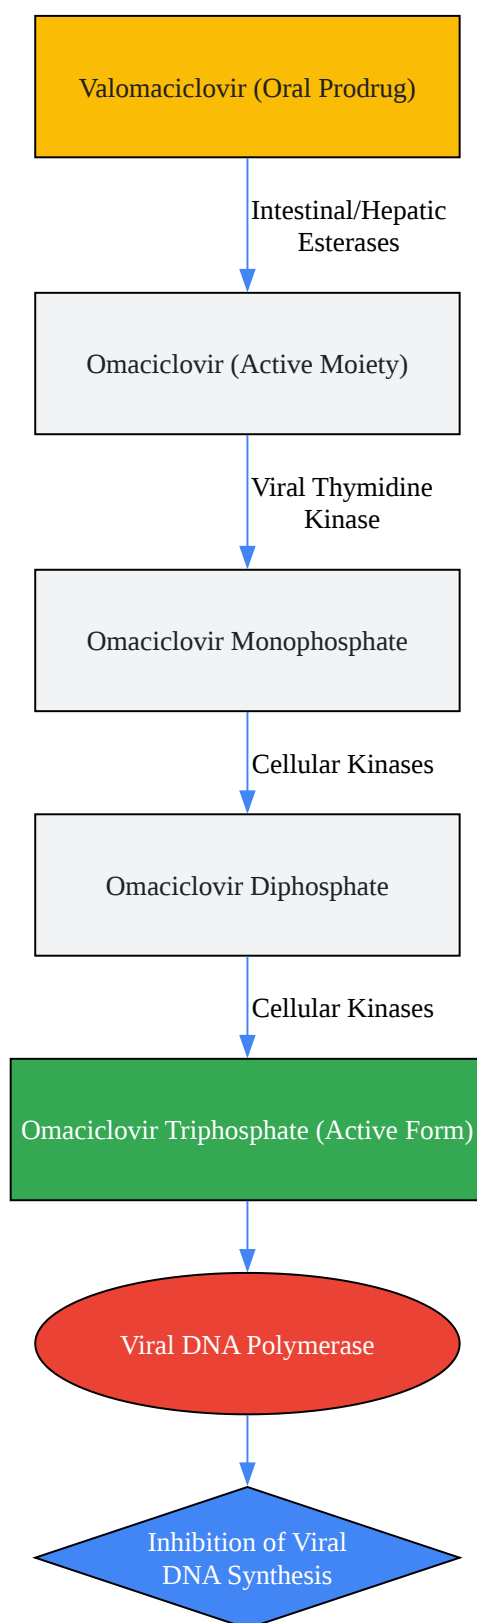 Valomaciclovir (Oral Prodrug)
Intestinal/Hepatic
Esterases
Omaciclovir (Active Moiety)
Viral Thymidine
Kinase
Omaciclovir Monophosphate
Cellular Kinases
Omaciclovir Diphosphate
Cellular Kinases
Omaciclovir Triphosphate (Active Form)
Viral DNA Polymerase
Inhibition of Viral
DNA Synthesis